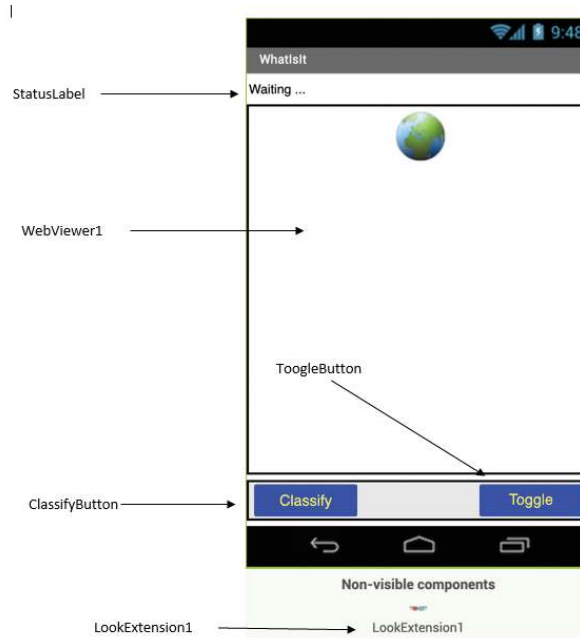 9:48
WhatIsIt
StatusLabel
Waiting ...
WebViewer1
ToogleButton
ClassifyButton
Classify
Toggle
Non-visible components
LookExtension1
LookExtension1